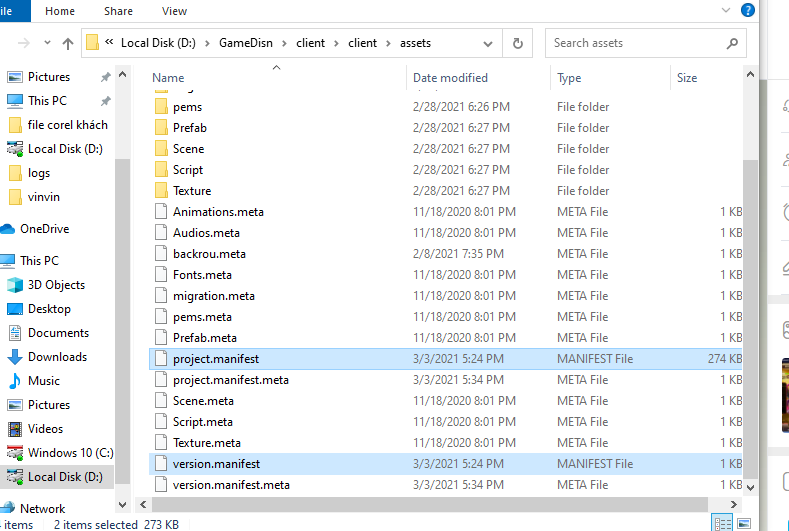 ile Home Share View
« Local Disk (D:) > GameDisn > client > client > assets
Search assets
Pictures
This PC
file corel khách
Local Disk (D:)
logs
vinvin
OneDrive
This PC
3D Objects
Desktop
Documents
Downloads
Music
Pictures
Videos
Windows 10 (C:)
Local Disk (D:)
Network
Name Date modified Type Size
pems 2/28/2021 6:26 PM File folder
Prefab 2/28/2021 6:27 PM File folder
Scene 2/28/2021 6:27 PM File folder
Script 2/28/2021 6:27 PM File folder
Texture 2/28/2021 6:27 PM File folder
Animations.meta 11/18/2020 8:01 PM META File 1 KB
Audios.meta 11/18/2020 8:01 PM META File 1 KB
backrou.meta 2/8/2021 7:35 PM META File 1 KB
Fonts.meta 11/18/2020 8:01 PM META File 1 KB
migration.meta 11/18/2020 8:01 PM META File 1 KB
pems.meta 11/18/2020 8:01 PM META File 1 KB
Prefab.meta 11/18/2020 8:01 PM META File 1 KB
project.manifest 3/3/2021 5:24 PM MANIFEST File 274 KB
project.manifest.meta 3/3/2021 5:34 PM META File 1 KB
Scene.meta 11/18/2020 8:01 PM META File 1 KB
Script.meta 11/18/2020 8:01 PM META File 1 KB
Texture.meta 11/18/2020 8:01 PM META File 1 KB
version.manifest 3/3/2021 5:24 PM MANIFEST File 1 KB
version.manifest.meta 3/3/2021 5:34 PM META File 1 KB
items 2 items selected 273 KB